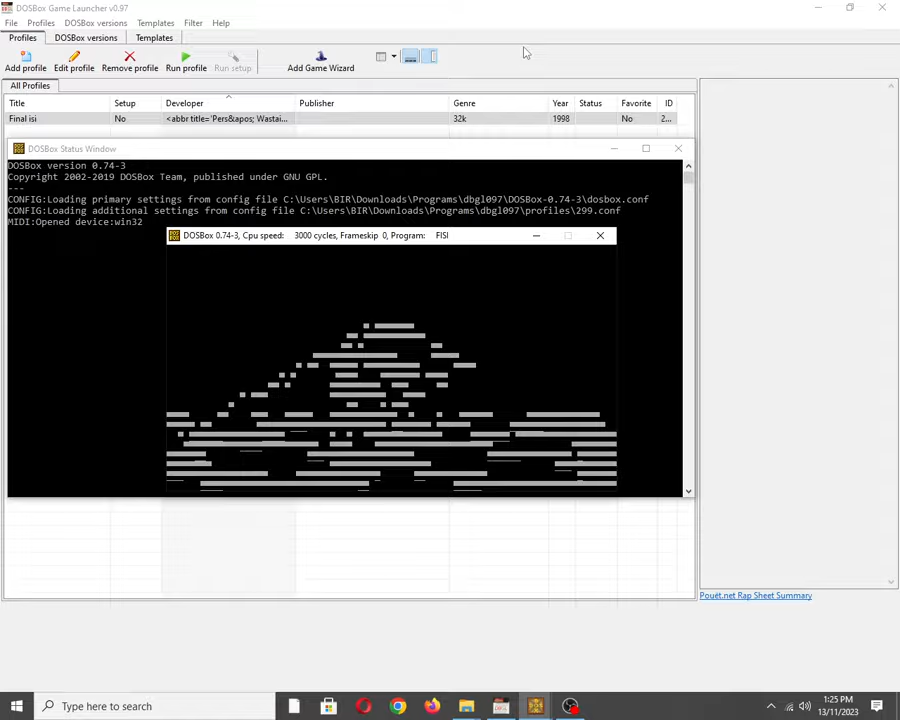 DOSBox Game Launcher v0.97
File Profiles DOSBox versions Templates Filter Help
Profiles DOSBox versions Templates
Add profile Edit profile Remove profile Run profile Run setup Add Game Wizard
All Profiles
Title Setup Developer Publisher Genre Year Status Favorite ID
Final isi No <abbr title='Pers&apos; Wastai... 32k 1998 No 2...
DOSBox Status Window
DOSBox version 0.74-3
Copyright 2002-2019 DOSBox Team, published under GNU GPL.
---
CONFIG:Loading primary settings from config file C:\Users\BIR\Downloads\Programs\dbgl097\DOSBox-0.74-3\dosbox.conf
CONFIG:Loading additional settings from config file C:\Users\BIR\Downloads\Programs\dbgl097\profiles\299.conf
MIDI:Opened device:win32
DOSBox 0.74-3, Cpu speed: 3000 cycles, Frameskip 0, Program: FISI
Pouët.net Rap Sheet Summary
Type here to search
1:25 PM
13/11/2023